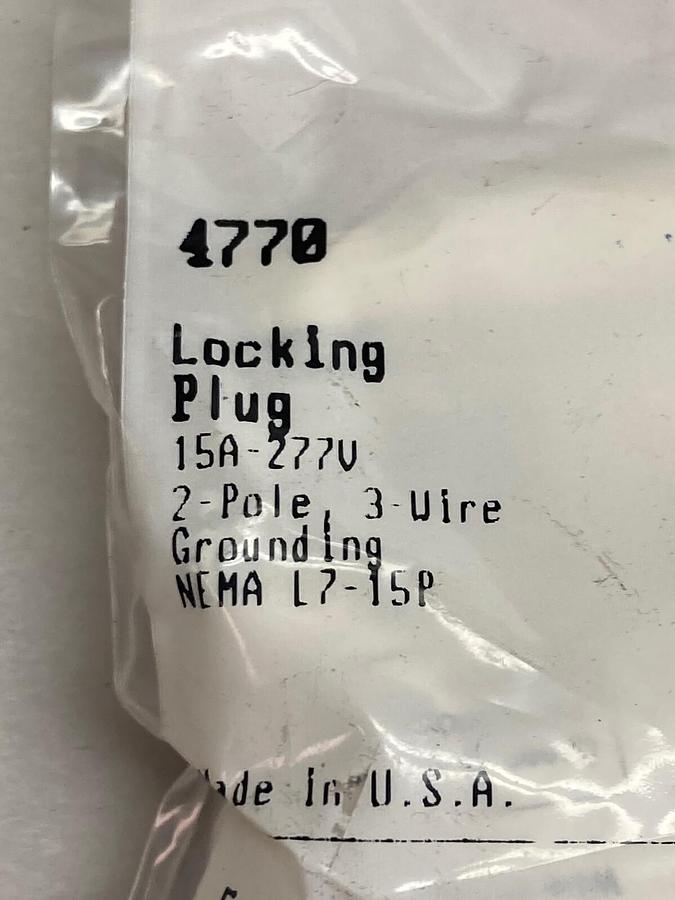 4770
Locking
Plug
15A-277V
2-Pole, 3-Wire
Grounding
NEMA L7-15P
Made in U.S.A.